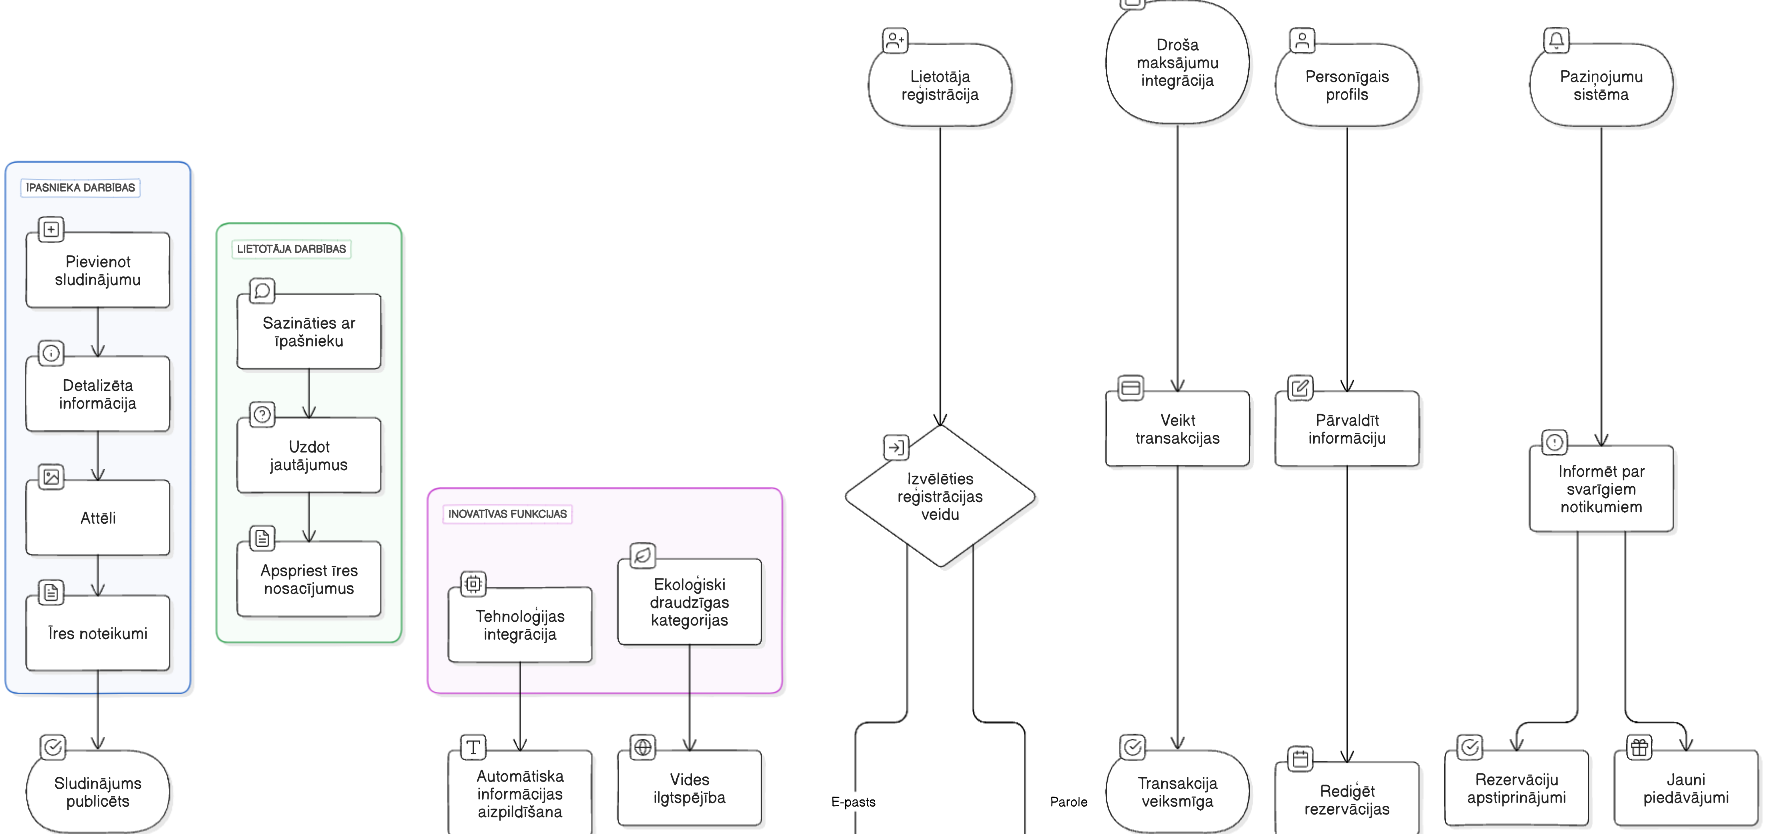 ĪPAŠNIEKA DARBĪBAS
Pievienot
sludinājumu
Detalizēta
informācija
Attēli
Īres noteikumi
Sludinājums
publicēts
LIETOTĀJA DARBĪBAS
Sazināties ar
īpašnieku
Uzdot
jautājumus
Apspriest īres
nosacījumus
INOVATĪVAS FUNKCIJAS
Tehnoloģijas
integrācija
Automātiska
informācijas
aizpildīšana
Ekoloģiski
draudzīgas
kategorijas
Vides
ilgtspējība
Lietotāja
reģistrācija
Izvēlēties
reģistrācijas
veidu
E-pasts
Parole
Droša
maksājumu
integrācija
Veikt
transakcijas
Transakcija
veiksmīga
Personīgais
profils
Pārvaldīt
informāciju
Rediģēt
rezervācijas
Paziņojumu
sistēma
Informēt par
svarīgiem
notikumiem
Rezervāciju
apstiprinājumi
Jauni
piedāvājumi